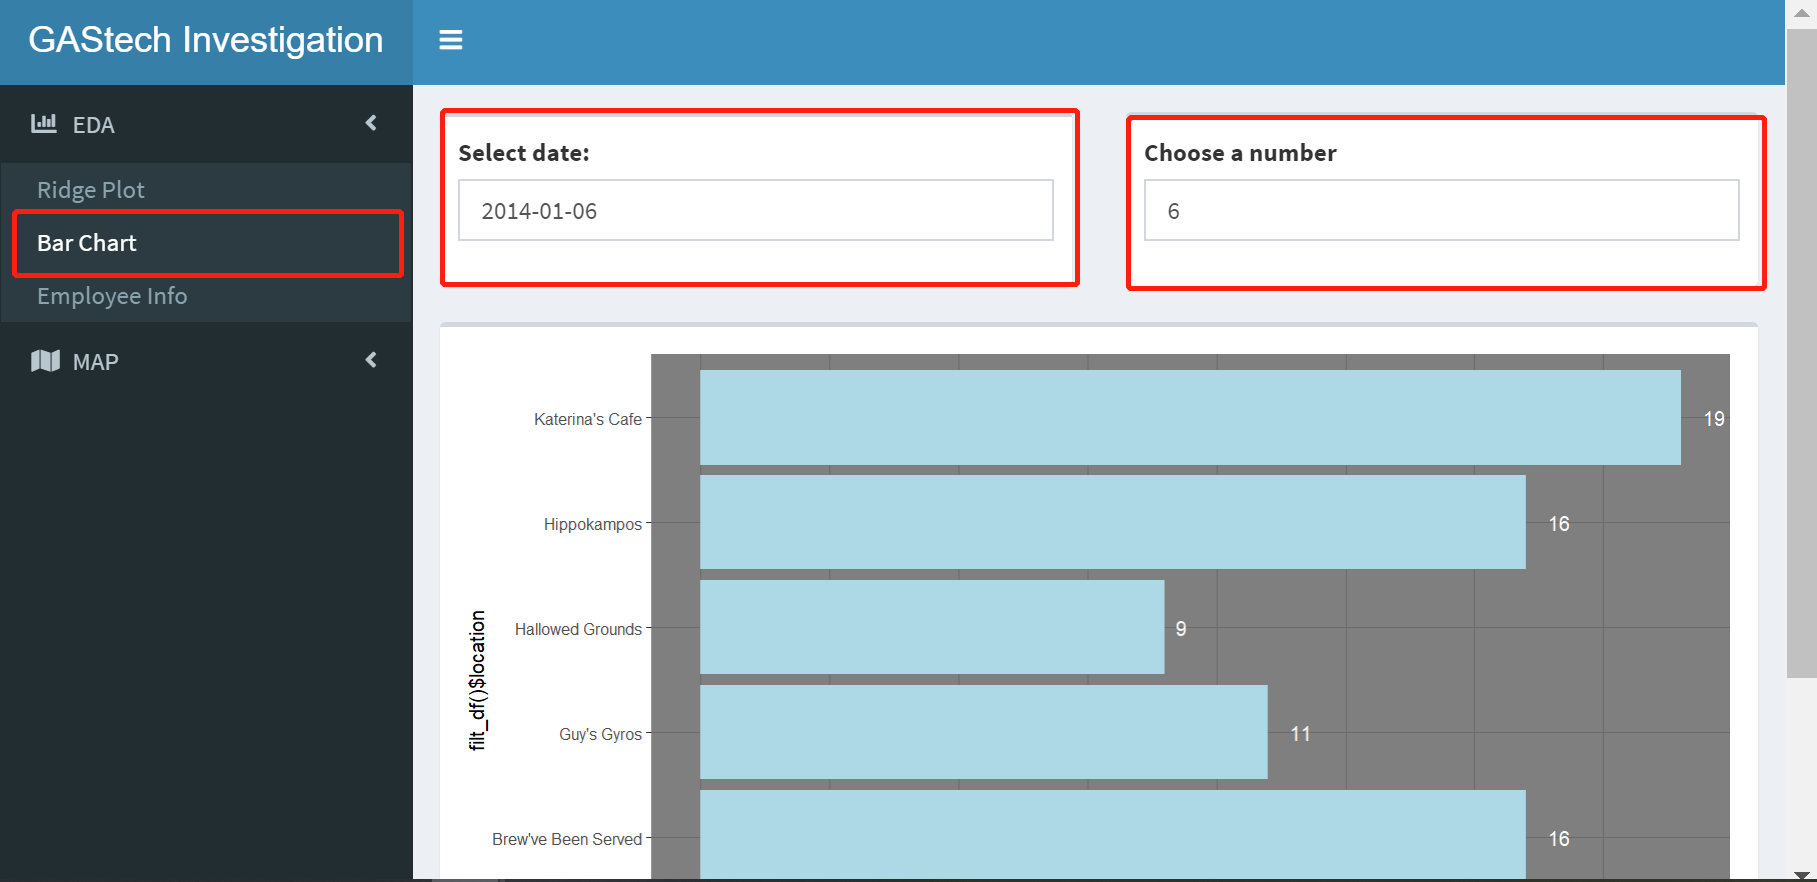 GAStech Investigation
EDA
Ridge Plot
Bar Chart
Employee Info
MAP
Select date:
2014-01-06
Choose a number
6
filt_df()$location
Katerina's Cafe
19
Hippokampos
16
Hallowed Grounds
9
Guy's Gyros
11
Brew've Been Served
16